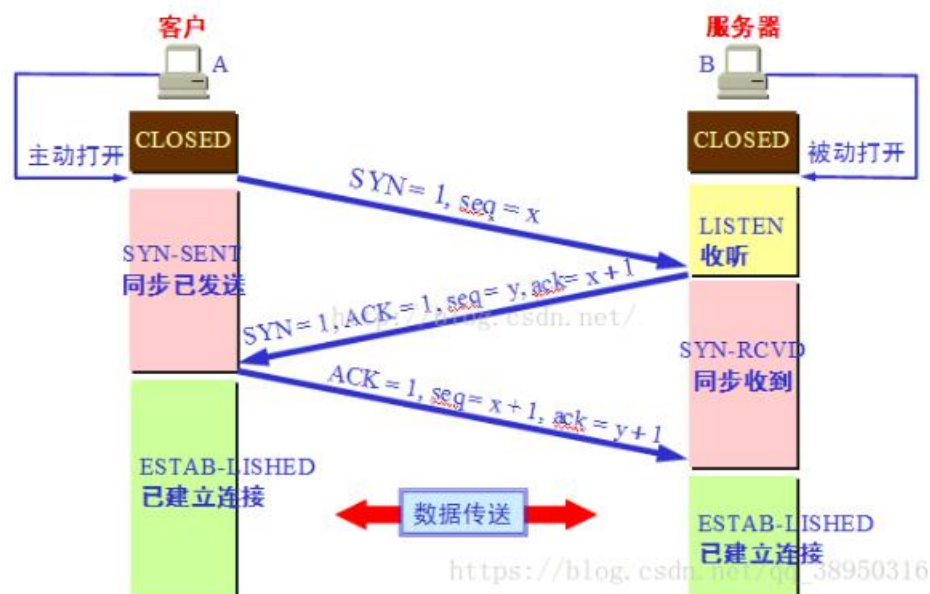 客户
服务器
A
B
CLOSED
CLOSED
主动打开
被动打开
SYN = 1, seq = x
LISTEN
收听
SYN-SENT
同步已发送
SYN = 1, ACK = 1, seq = y, ack= x + 1
http://blog.csdn.net/
SYN-RCVD
同步收到
ACK = 1, seq= x + 1, ack = y + 1
ESTAB-LISHED
已建立连接
数据传送
ESTAB-LISHED
已建立连接
https://blog.csdn.net/qq_38950316